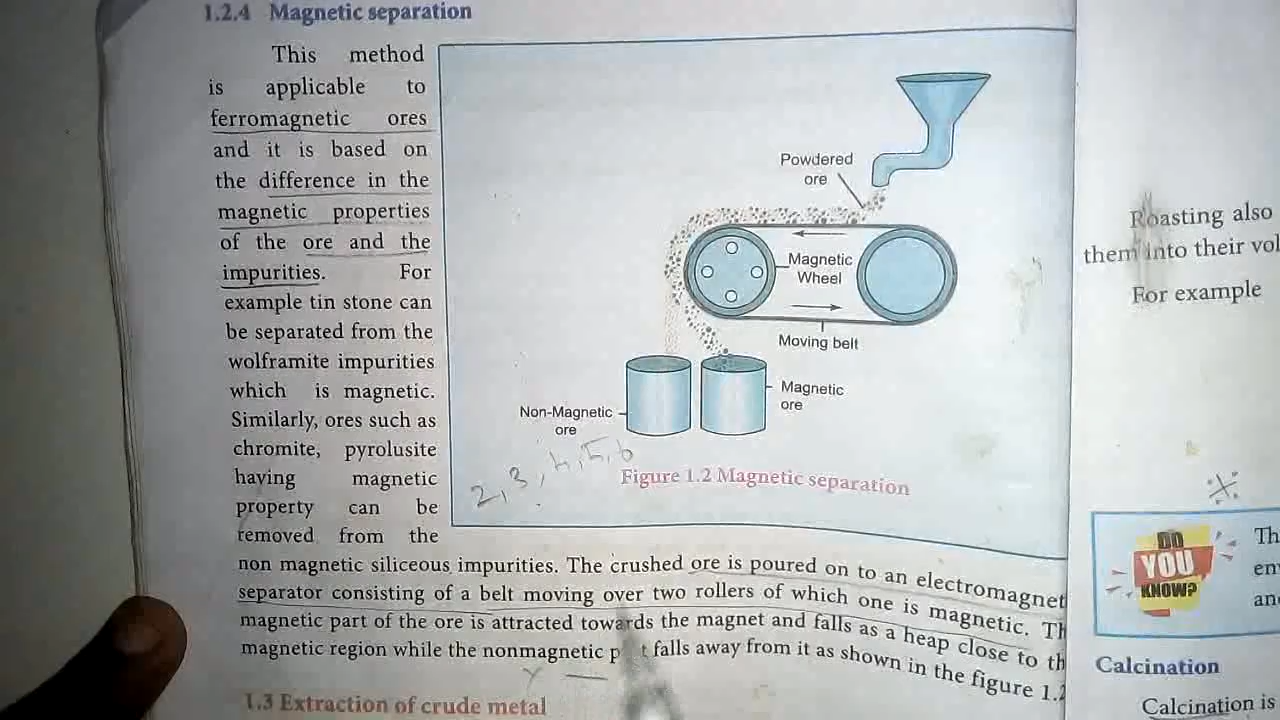 1.2.4 Magnetic separation
This method
is applicable to
ferromagnetic ores
and it is based on
the difference in the
magnetic properties
of the ore and the
impurities. For
example tin stone can
be separated from the
wolframite impurities
which is magnetic.
Similarly, ores such as
chromite, pyrolusite
having magnetic
property can be
removed from the
non magnetic siliceous impurities. The crushed ore is poured on to an electromagnet
separator consisting of a belt moving over two rollers of which one is magnetic. Th
magnetic part of the ore is attracted towards the magnet and falls as a heap close to th
magnetic region while the nonmagnetic falls away from it as shown in the figure 1.2
1.3 Extraction of crude metal
Powdered
ore
Magnetic
Wheel
Moving belt
Magnetic
ore
Non-Magnetic
ore
2,3,
Figure 1.2 Magnetic separation
Roasting also
them into their vol
For example
DO
YOU
KNOW?
Th
en
an
Calcination
Calcination is